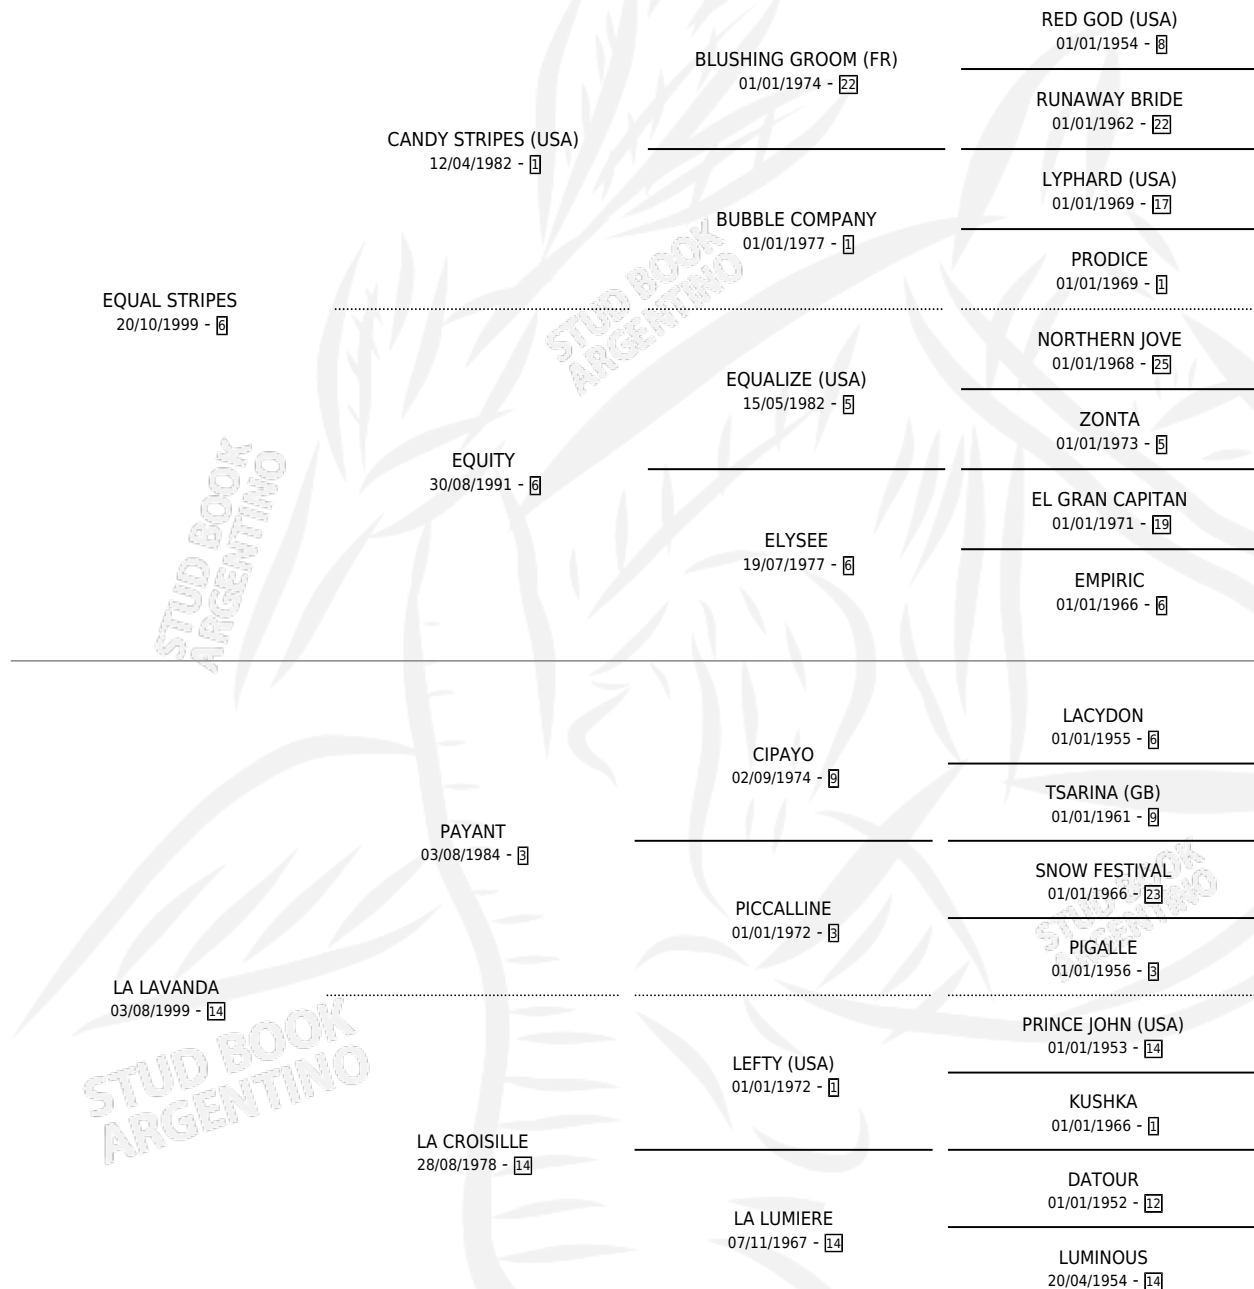 RED GOD (USA)
01/01/1954 - 8
BLUSHING GROOM (FR)
01/01/1974 - 22
RUNAWAY BRIDE
01/01/1962 - 22
CANDY STRIPES (USA)
12/04/1982 - 1
LYPHARD (USA)
01/01/1969 - 17
BUBBLE COMPANY
01/01/1977 - 1
PRODICE
01/01/1969 - 1
EQUAL STRIPES
20/10/1999 - 6
NORTHERN JOVE
01/01/1968 - 25
EQUALIZE (USA)
15/05/1982 - 5
ZONTA
01/01/1973 - 5
EQUITY
30/08/1991 - 6
EL GRAN CAPITAN
01/01/1971 - 19
ELYSEE
19/07/1977 - 6
EMPIRIC
01/01/1966 - 6
LACYDON
01/01/1955 - 6
CIPAYO
02/09/1974 - 9
TSARINA (GB)
01/01/1961 - 9
PAYANT
03/08/1984 - 3
SNOW FESTIVAL
01/01/1966 - 23
PICCALLINE
01/01/1972 - 3
PIGALLE
01/01/1956 - 3
LA LAVANDA
03/08/1999 - 14
PRINCE JOHN (USA)
01/01/1953 - 14
LEFTY (USA)
01/01/1972 - 1
KUSHKA
01/01/1966 - 1
LA CROISILLE
28/08/1978 - 14
DATOUR
01/01/1952 - 12
LA LUMIERE
07/11/1967 - 14
LUMINOUS
20/04/1954 - 14
STUD BOOK
ARGENTINO
STUD BOOK
ARGENTINO
STUD BOOK
ARGENTINO
STUD BOOK
ARGENTINO